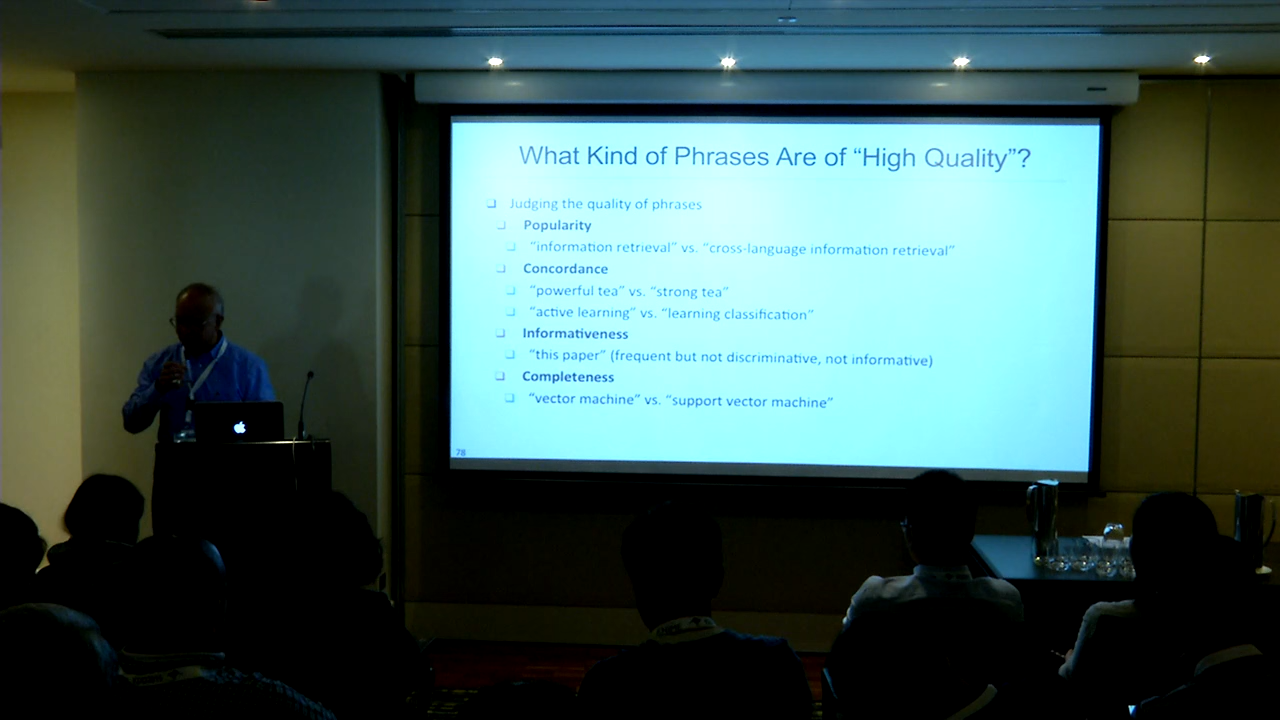 What Kind of Phrases Are of “High Quality”?
Judging the quality of phrases
Popularity
“information retrieval” vs. “cross-language information retrieval”
Concordance
“powerful tea” vs. “strong tea”
“active learning” vs. “learning classification”
Informativeness
“this paper” (frequent but not discriminative, not informative)
Completeness
“vector machine” vs. “support vector machine”
78